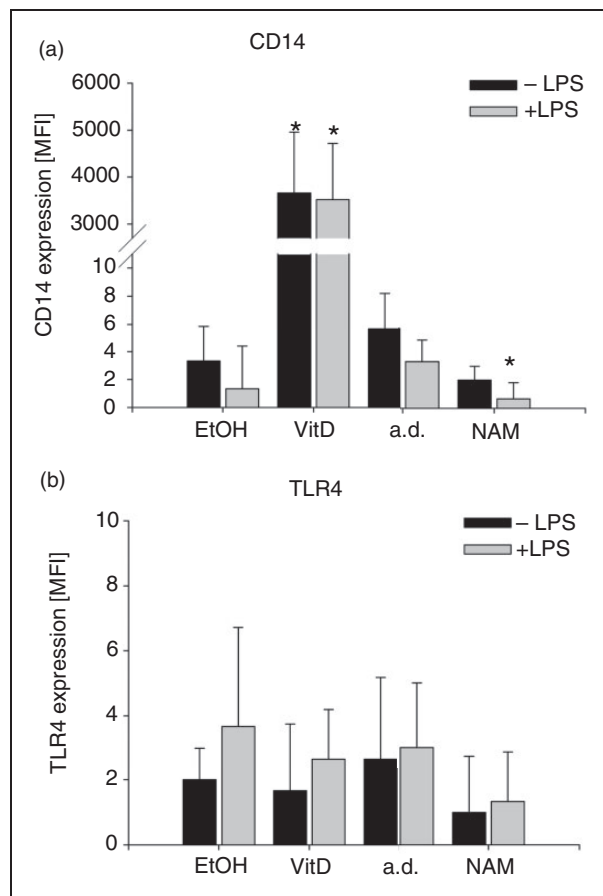 (a)
CD14
– LPS
+LPS
CD14 expression [MFI]
6000
5000
4000
3000
10
8
6
4
2
0
* *
*
EtOH VitD a.d. NAM
(b)
TLR4
– LPS
+LPS
TLR4 expression [MFI]
10
8
6
4
2
0
EtOH VitD a.d. NAM